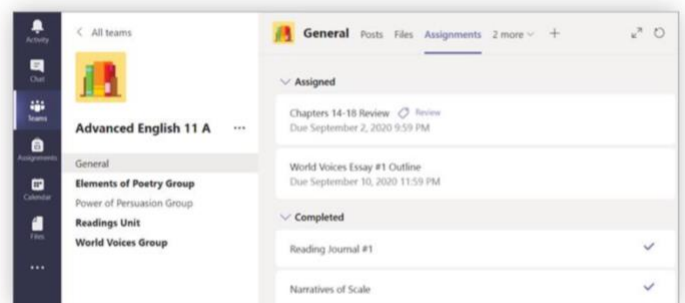 Activity
Chat
Teams
Assignments
Calendar
Files
All teams
Advanced English 11 A
General
Elements of Poetry Group
Power of Persuasion Group
Readings Unit
World Voices Group
General Posts Files Assignments 2 more +
Assigned
Chapters 14-18 Review Review
Due September 2, 2020 9:59 PM
World Voices Essay #1 Outline
Due September 10, 2020 11:59 PM
Completed
Reading Journal #1
Narratives of Scale